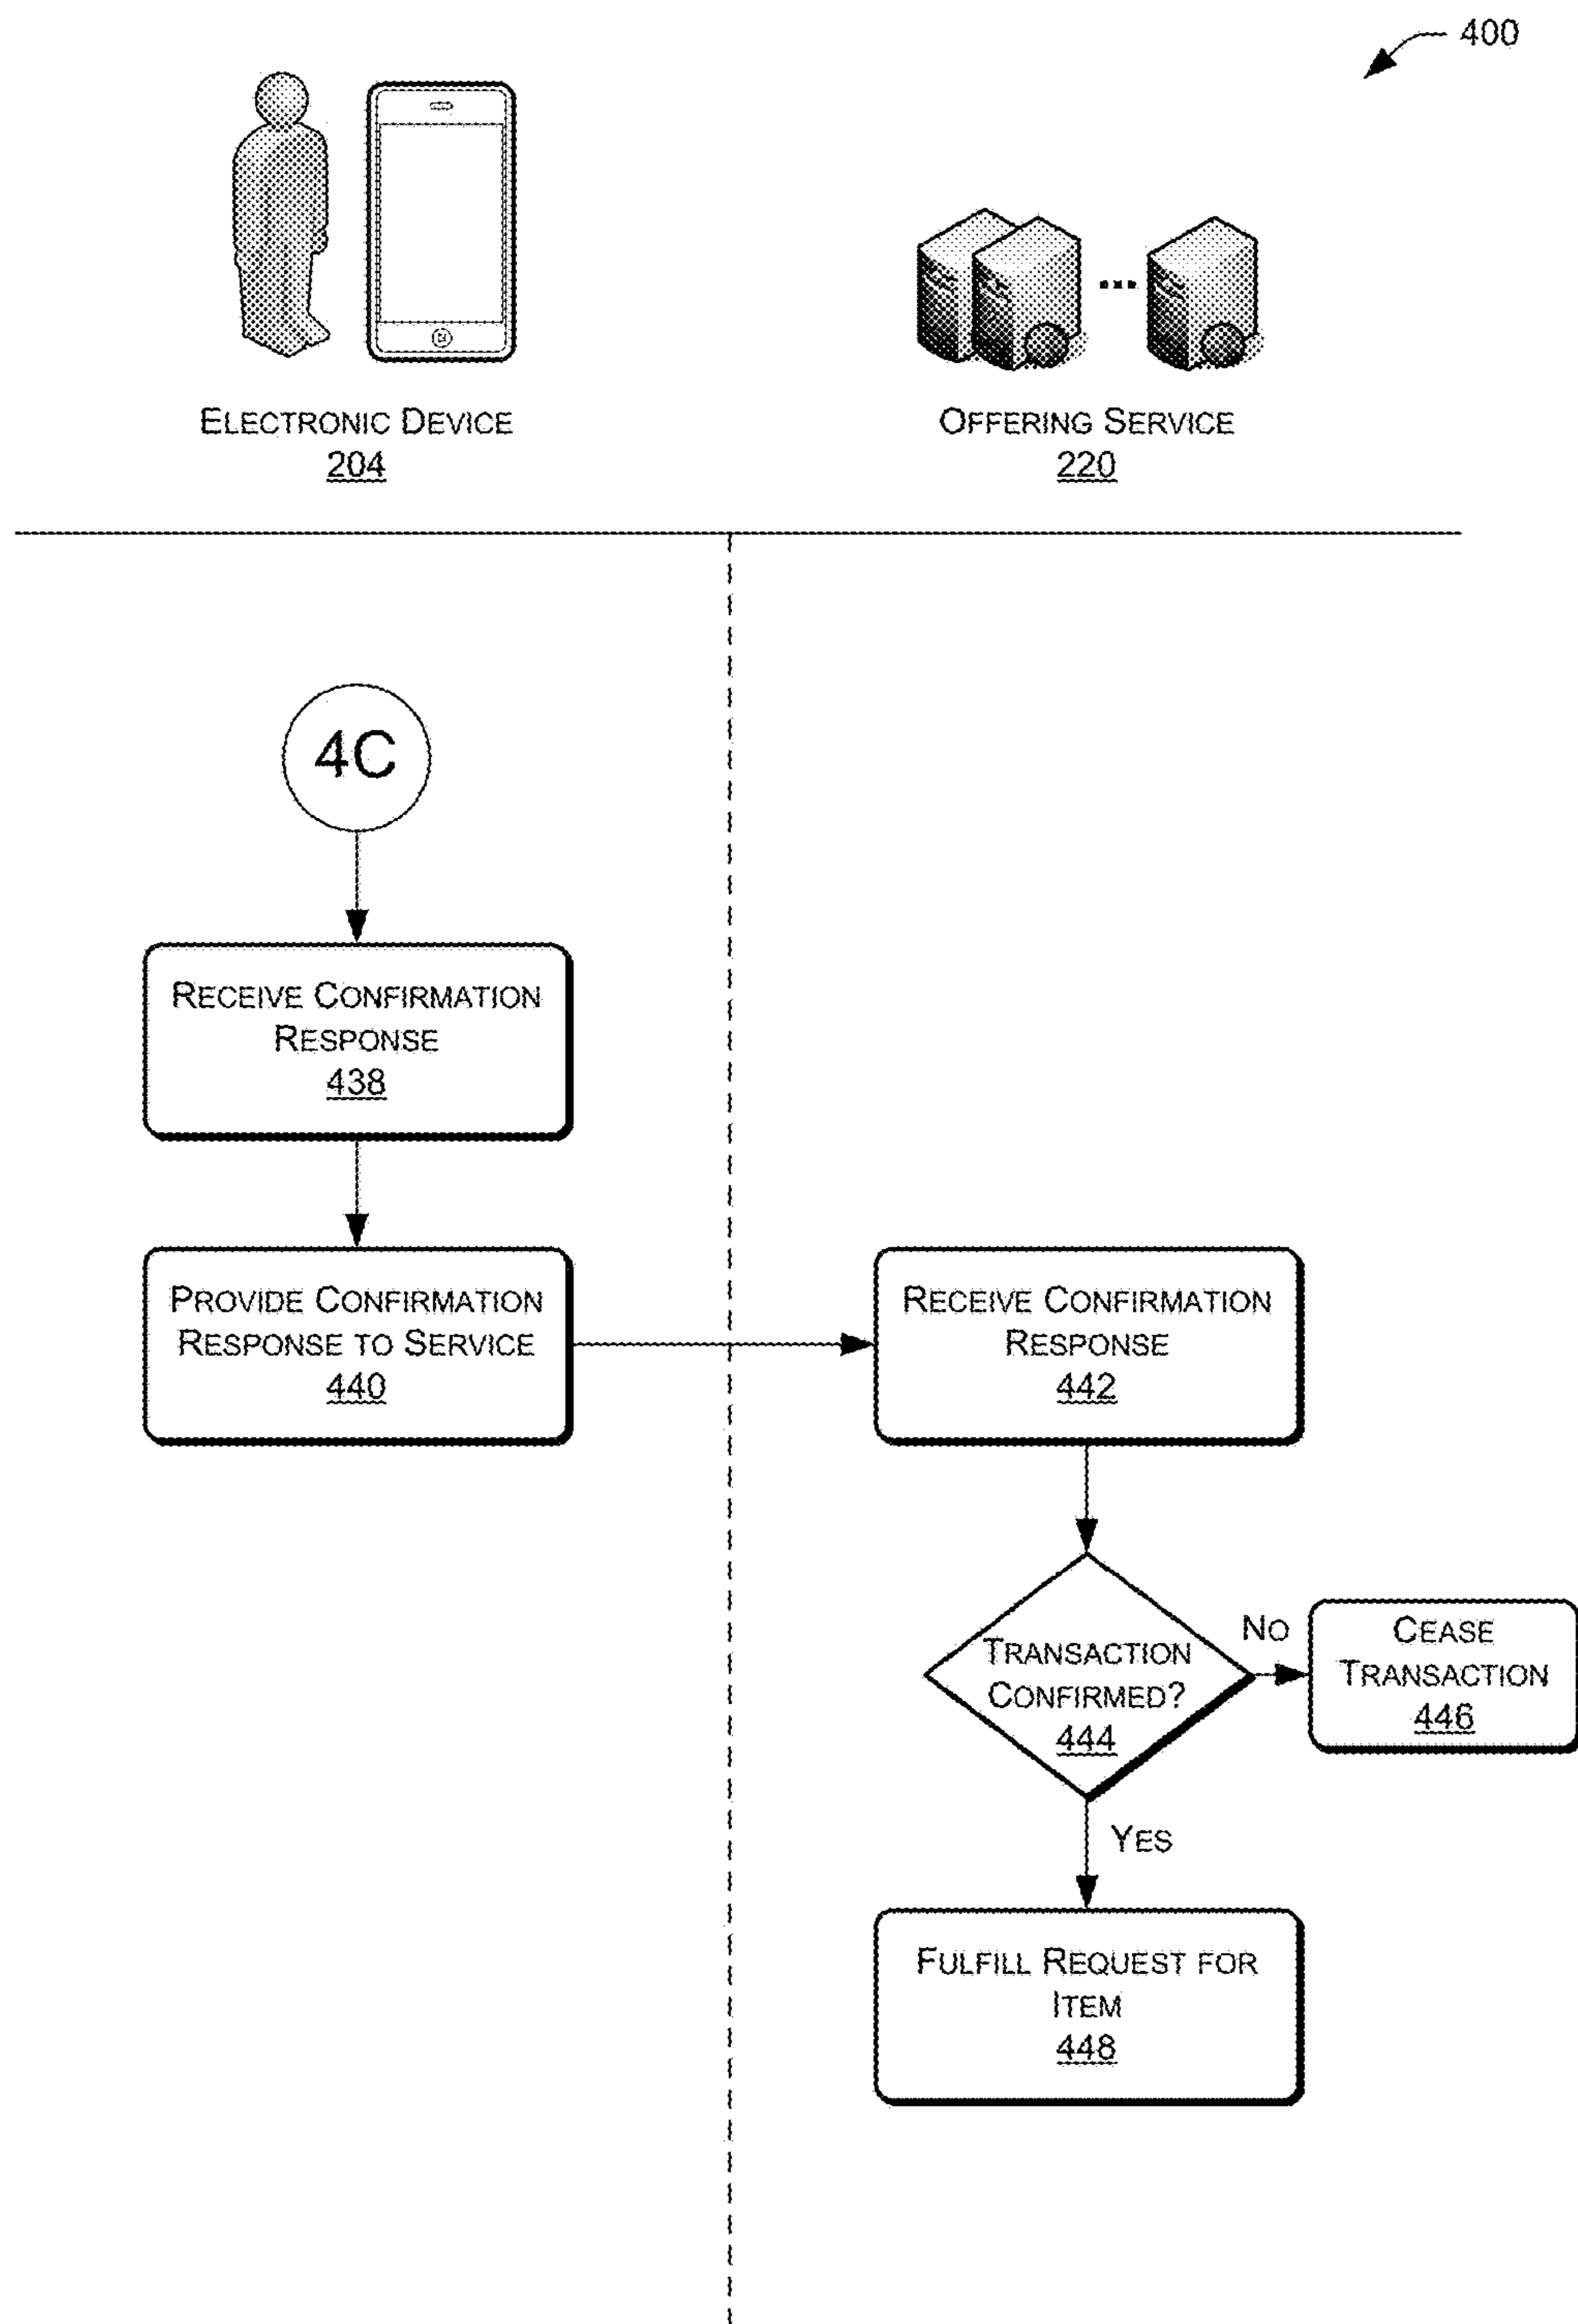 400
ELECTRONIC DEVICE
204
OFFERING SERVICE
220
4C
RECEIVE CONFIRMATION
RESPONSE
438
PROVIDE CONFIRMATION
RESPONSE TO SERVICE
440
RECEIVE CONFIRMATION
RESPONSE
442
TRANSACTION
CONFIRMED?
444
NO
CEASE
TRANSACTION
446
YES
FULFILL REQUEST FOR
ITEM
448